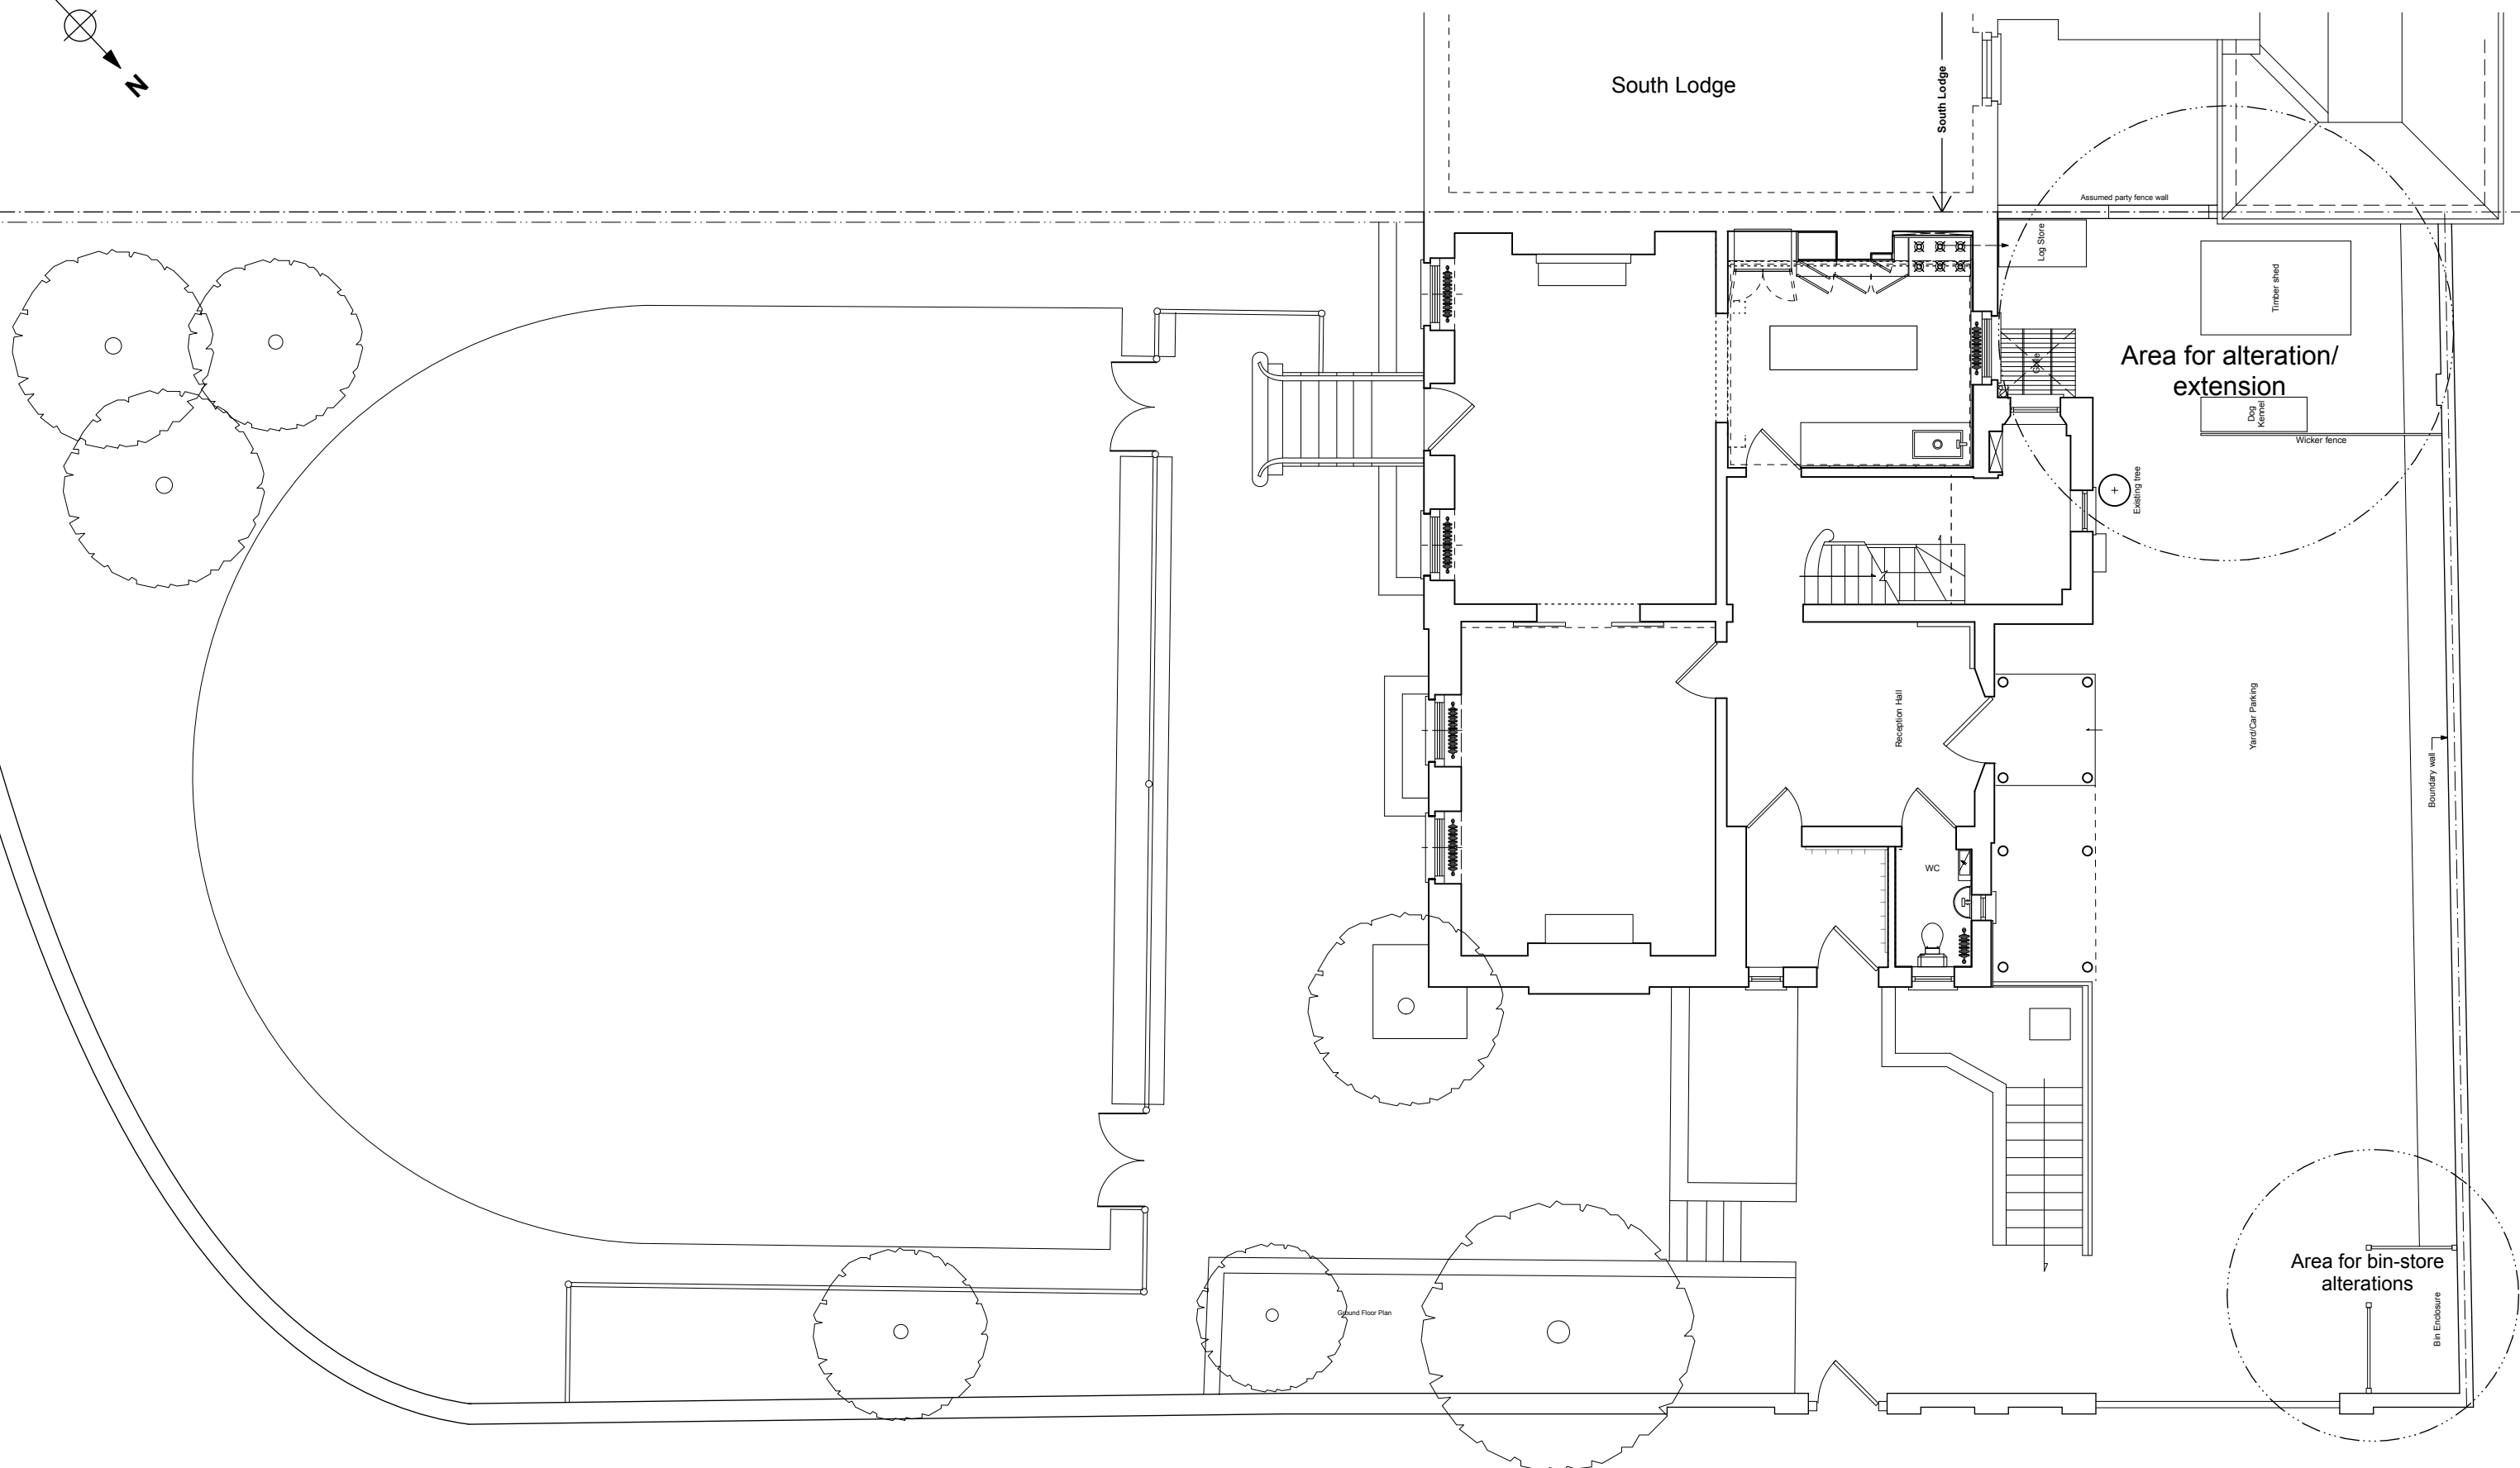 N
South Lodge
South Lodge
Assumed party fence wall
Log Store
Timber shed
Area for alteration/
extension
Dog
Kennel
Wicker fence
Existing tree
Reception Hall
Yard/Car Parking
Boundary wall
WC
Area for bin-store
alterations
Bin Enclosure
Ground Floor Plan